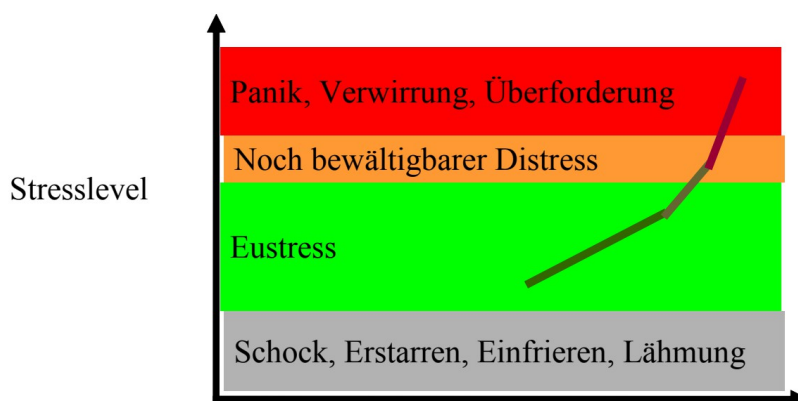 Panik, Verwirrung, Überforderung
Noch bewältigbarer Distress
Stresslevel
Eustress
Schock, Erstarren, Einfrieren, Lähmung